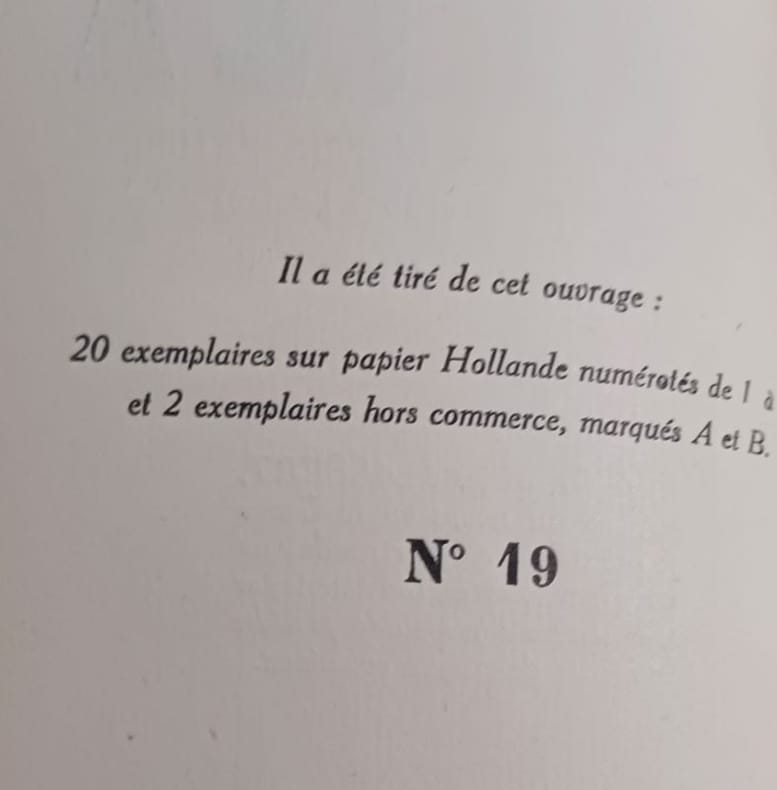 Il a été tiré de cet ouvrage :
20 exemplaires sur papier Hollande numérotés de 1 à
et 2 exemplaires hors commerce, marqués A et B.
N° 19